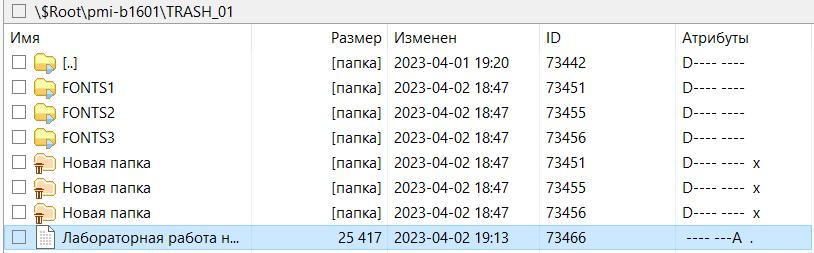 \$Root\pmi-b1601\TRASH_01
Имя Размер Изменен ID Атрибуты
[..] [папка] 2023-04-01 19:20 73442 D---- ----
FONTS1 [папка] 2023-04-02 18:47 73451 D---- ----
FONTS2 [папка] 2023-04-02 18:47 73455 D---- ----
FONTS3 [папка] 2023-04-02 18:47 73456 D---- ----
Новая папка [папка] 2023-04-02 18:47 73451 D---- ---- x
Новая папка [папка] 2023-04-02 18:47 73455 D---- ---- x
Новая папка [папка] 2023-04-02 18:47 73456 D---- ---- x
Лабораторная работа н... 25 417 2023-04-02 19:13 73466 ---- ---A .